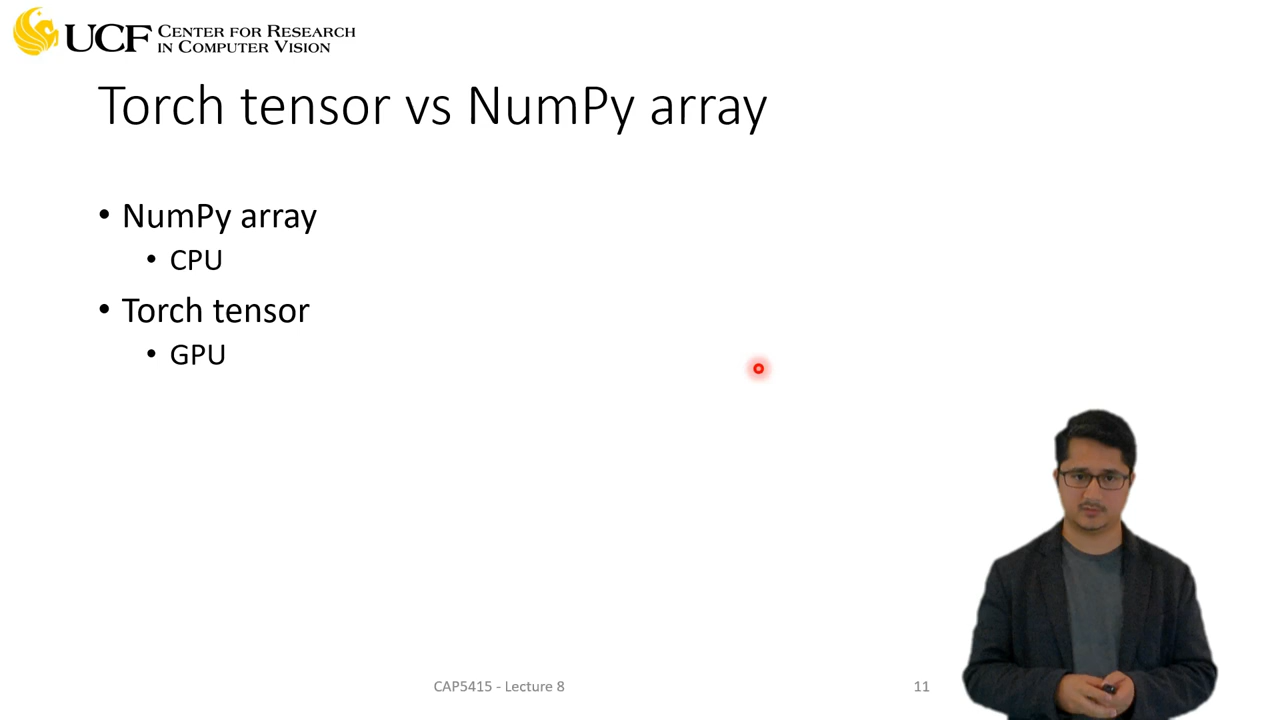 UCF CENTER FOR RESEARCH
IN COMPUTER VISION
Torch tensor vs NumPy array
• NumPy array
• CPU
• Torch tensor
• GPU
CAP5415 - Lecture 8
11